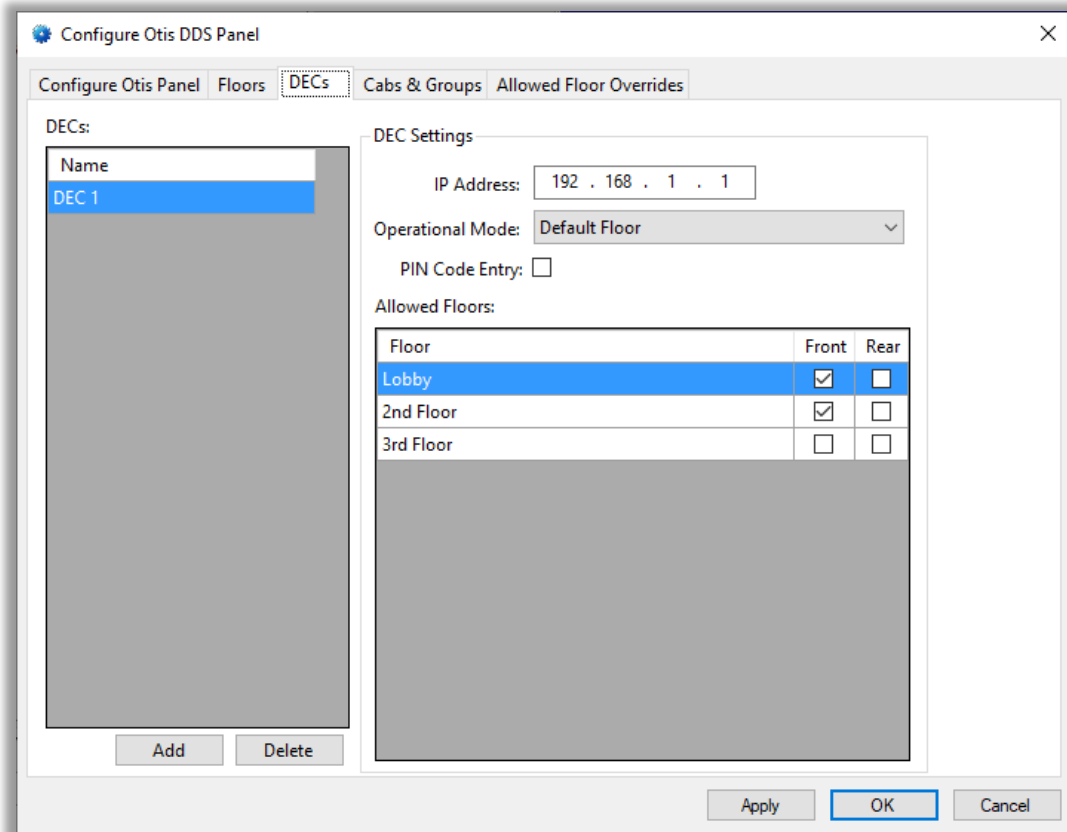 Configure Otis DDS Panel
Configure Otis Panel Floors DECs Cabs & Groups Allowed Floor Overrides
DECs:
Name
DEC 1
Add Delete
DEC Settings
IP Address: 192 . 168 . 1 . 1
Operational Mode: Default Floor
PIN Code Entry:
Allowed Floors:
Floor Front Rear
Lobby
2nd Floor
3rd Floor
Apply OK Cancel